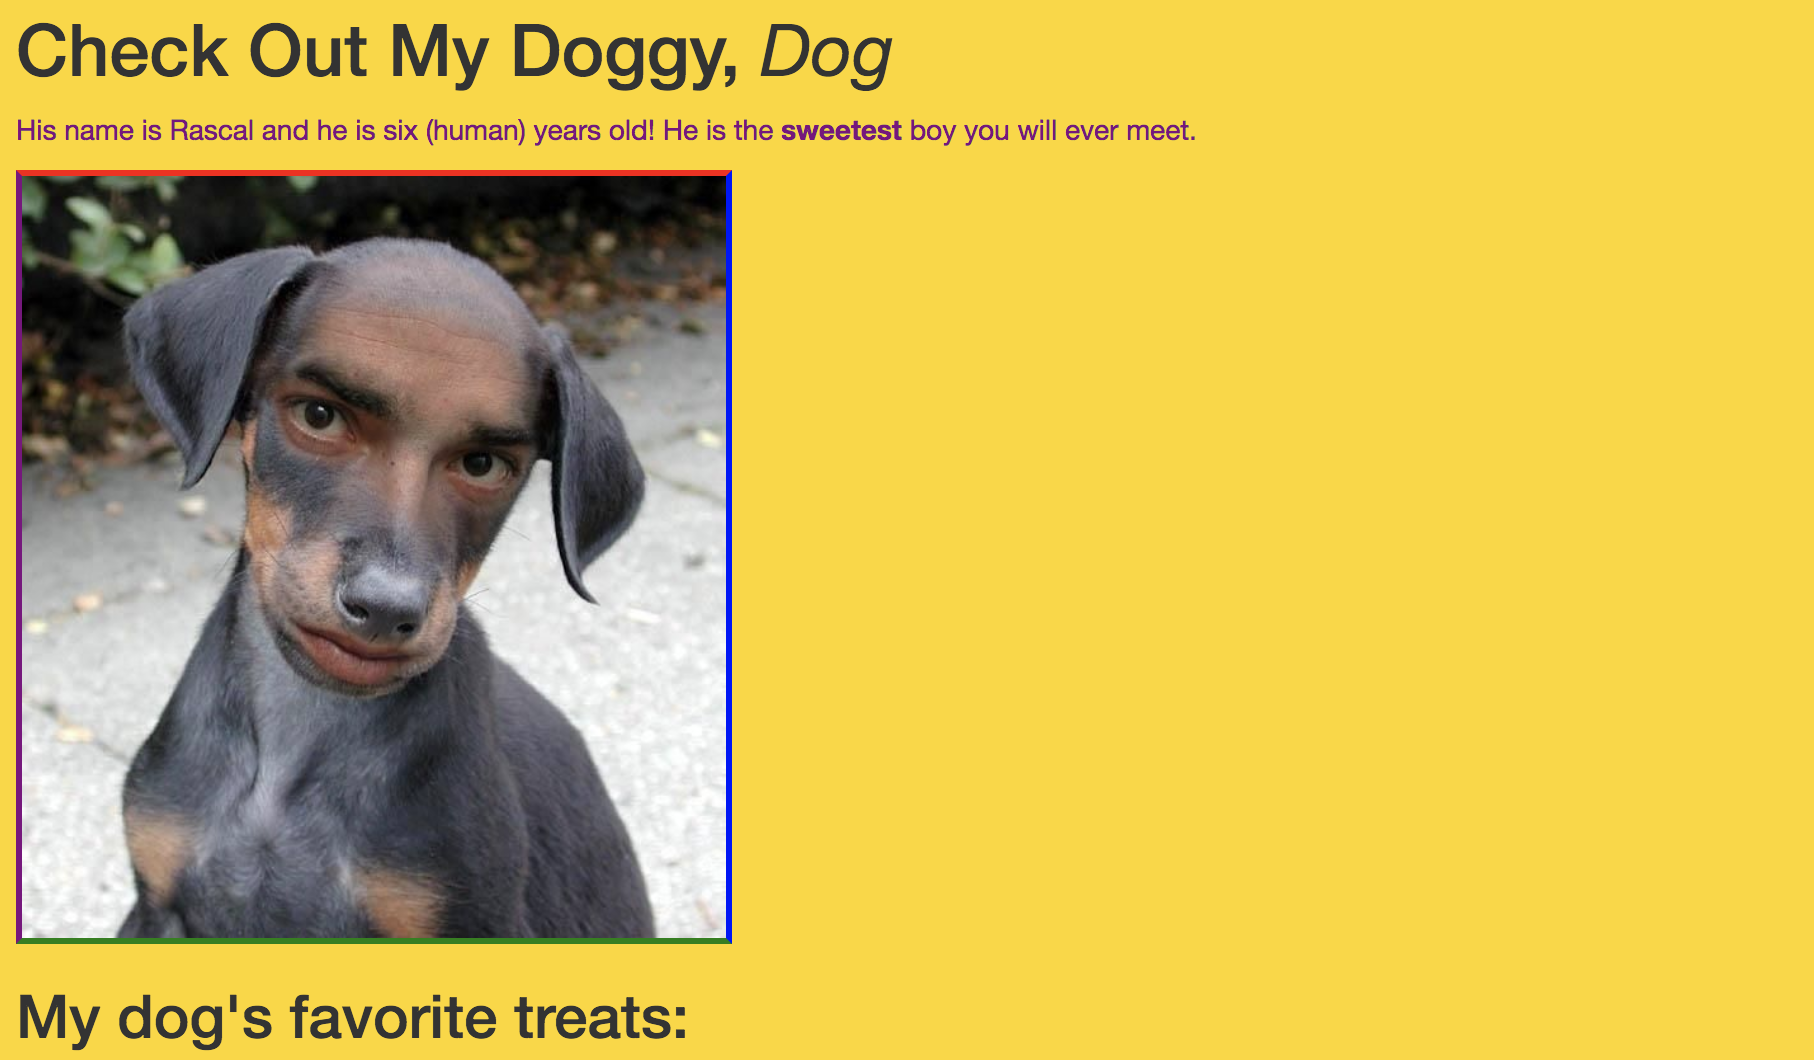 Check Out My Doggy, Dog
His name is Rascal and he is six (human) years old! He is the sweetest boy you will ever meet.
My dog's favorite treats: